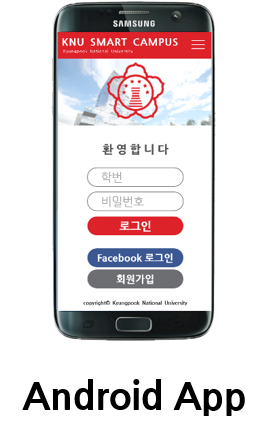 SAMSUNG
KNU SMART CAMPUS
Kyungpook National University
환영합니다
학번
비밀번호
로그인
Facebook 로그인
회원가입
copyright© Keungpook National University
Android App